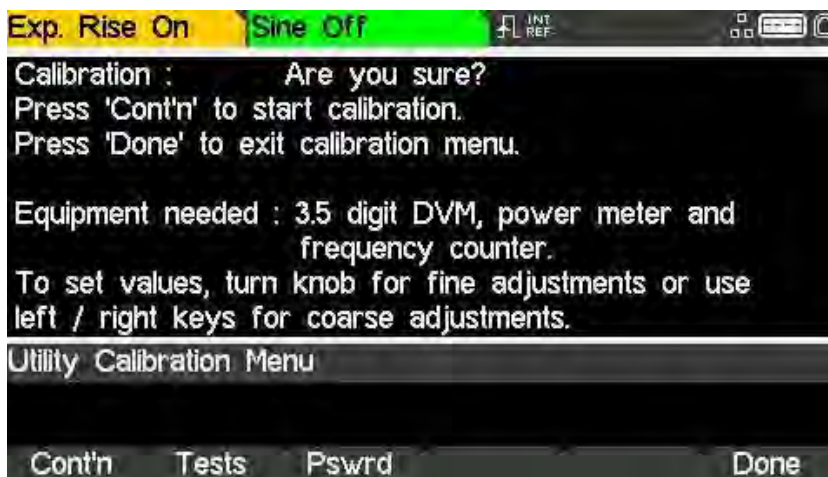 Exp. Rise On Sine Off INT
REF
Calibration : Are you sure?
Press 'Cont'n' to start calibration.
Press 'Done' to exit calibration menu.
Equipment needed : 3.5 digit DVM, power meter and
frequency counter.
To set values, turn knob for fine adjustments or use
left / right keys for coarse adjustments.
Utility Calibration Menu
Cont'n Tests Pswrd Done